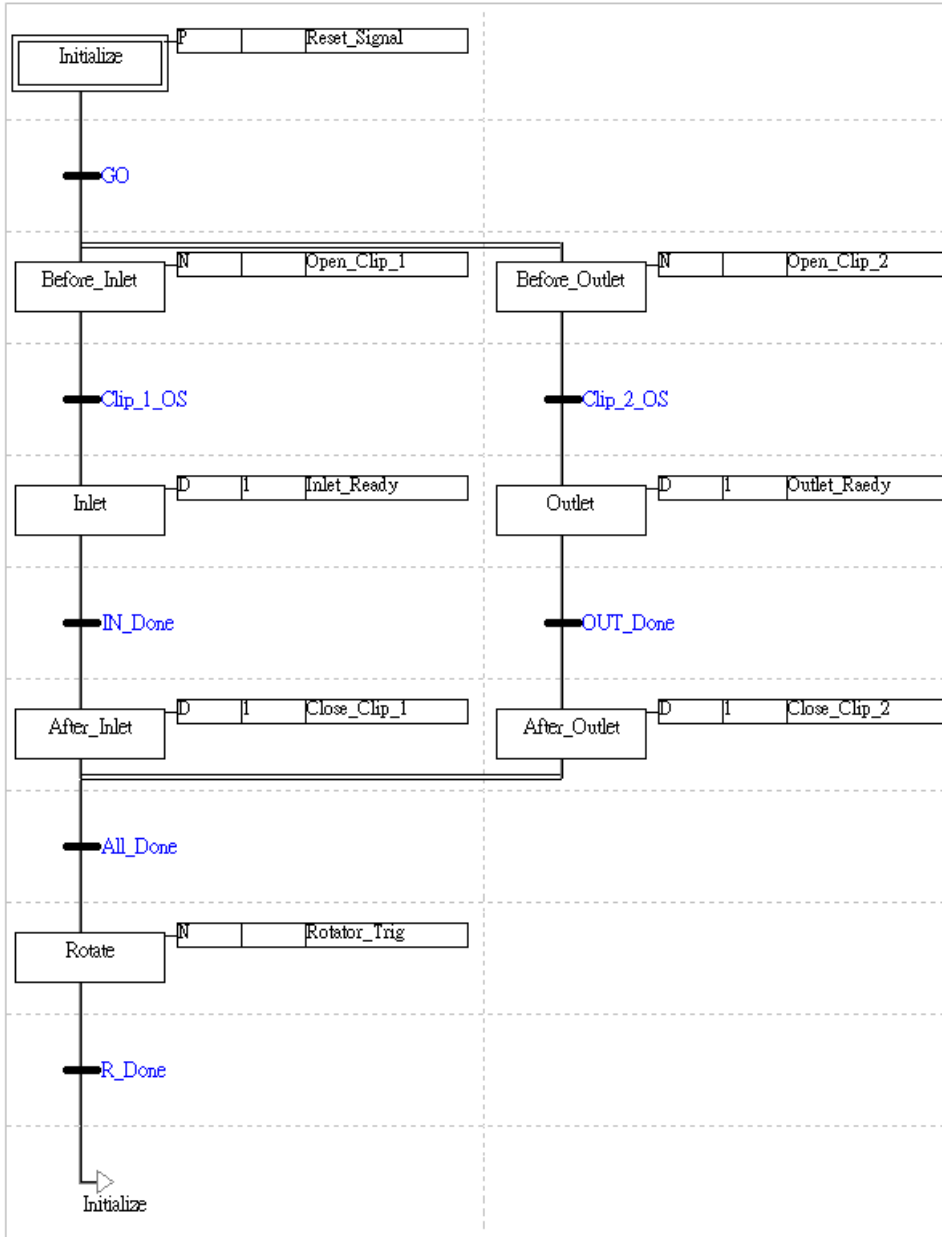 Initialize P Reset_Signal
GO
Before_Inlet N Open_Clip_1 Before_Outlet N Open_Clip_2
Clip_1_OS Clip_2_OS
Inlet D 1 Inlet_Ready Outlet D 1 Outlet_Raedy
IN_Done OUT_Done
After_Inlet D 1 Close_Clip_1 After_Outlet D 1 Close_Clip_2
All_Done
Rotate N Rotator_Trig
R_Done
Initialize